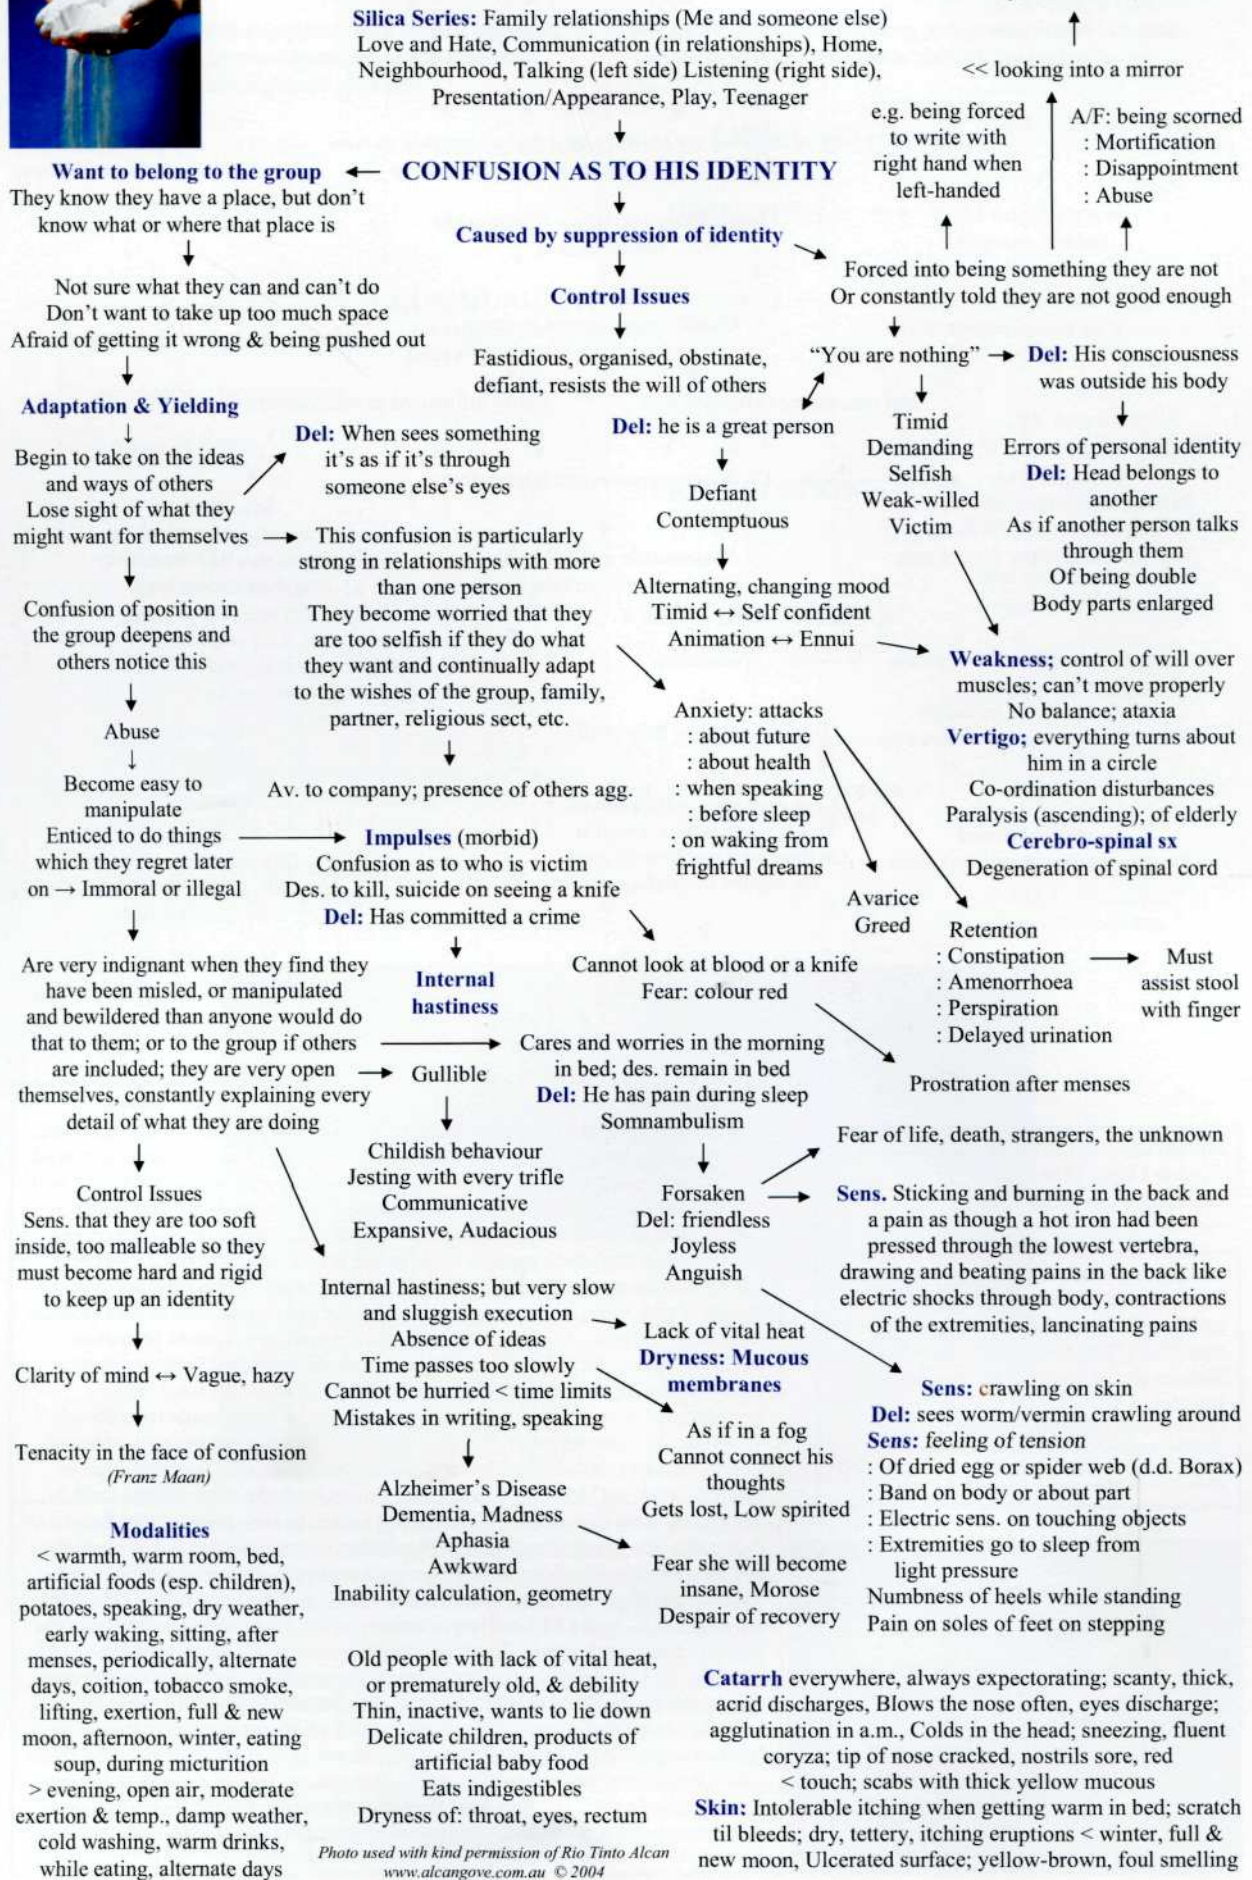 Silica Series: Family relationships (Me and someone else)
Love and Hate, Communication (in relationships), Home,
Neighbourhood, Talking (left side) Listening (right side),
Presentation/Appearance, Play, Teenager
<< looking into a mirror
e.g. being forced
to write with
right hand when
left-handed
A/F: being scorned
: Mortification
: Disappointment
: Abuse
Want to belong to the group
They know they have a place, but don't
know what or where that place is
CONFUSION AS TO HIS IDENTITY
Caused by suppression of identity
Control Issues
Forced into being something they are not
Or constantly told they are not good enough
Not sure what they can and can't do
Don't want to take up too much space
Afraid of getting it wrong & being pushed out
Fastidious, organised, obstinate,
defiant, resists the will of others
"You are nothing"
Del: His consciousness
was outside his body
Adaptation & Yielding
Begin to take on the ideas
and ways of others
Lose sight of what they
might want for themselves
Del: When sees something
it's as if it's through
someone else's eyes
Del: he is a great person
Defiant
Contemptuous
Timid
Demanding
Selfish
Weak-willed
Victim
Errors of personal identity
Del: Head belongs to
another
As if another person talks
through them
Of being double
Body parts enlarged
This confusion is particularly
strong in relationships with more
than one person
They become worried that they
are too selfish if they do what
they want and continually adapt
to the wishes of the group, family,
partner, religious sect, etc.
Alternating, changing mood
Timid ↔ Self confident
Animation ↔ Ennui
Confusion of position in
the group deepens and
others notice this
Weakness; control of will over
muscles; can't move properly
No balance; ataxia
Vertigo; everything turns about
him in a circle
Co-ordination disturbances
Paralysis (ascending); of elderly
Cerebro-spinal sx
Degeneration of spinal cord
Abuse
Become easy to
manipulate
Enticed to do things
which they regret later
on → Immoral or illegal
Av. to company; presence of others agg.
Anxiety: attacks
: about future
: about health
: when speaking
: before sleep
: on waking from
frightful dreams
Impulses (morbid)
Confusion as to who is victim
Des. to kill, suicide on seeing a knife
Del: Has committed a crime
Avarice
Greed
Retention
: Constipation
: Amenorrhoea
: Perspiration
: Delayed urination
Must
assist stool
with finger
Are very indignant when they find they
have been misled, or manipulated
and bewildered than anyone would do
that to them; or to the group if others
are included; they are very open
themselves, constantly explaining every
detail of what they are doing
Internal
hastiness
Cannot look at blood or a knife
Fear: colour red
Cares and worries in the morning
in bed; des. remain in bed
Del: He has pain during sleep
Somnambulism
Gullible
Prostration after menses
Childish behaviour
Jesting with every trifle
Communicative
Expansive, Audacious
Fear of life, death, strangers, the unknown
Control Issues
Sens. that they are too soft
inside, too malleable so they
must become hard and rigid
to keep up an identity
Forsaken
Del: friendless
Joyless
Anguish
Sens. Sticking and burning in the back and
a pain as though a hot iron had been
pressed through the lowest vertebra,
drawing and beating pains in the back like
electric shocks through body, contractions
of the extremities, lancinating pains
Internal hastiness; but very slow
and sluggish execution
Absence of ideas
Time passes too slowly
Cannot be hurried < time limits
Mistakes in writing, speaking
Lack of vital heat
Dryness: Mucous
membranes
Clarity of mind ↔ Vague, hazy
As if in a fog
Cannot connect his
thoughts
Gets lost, Low spirited
Sens: crawling on skin
Del: sees worm/vermin crawling around
Sens: feeling of tension
: Of dried egg or spider web (d.d. Borax)
: Band on body or about part
: Electric sens. on touching objects
: Extremities go to sleep from
light pressure
Numbness of heels while standing
Pain on soles of feet on stepping
Tenacity in the face of confusion
(Franz Maan)
Alzheimer's Disease
Dementia, Madness
Aphasia
Awkward
Inability calculation, geometry
Fear she will become
insane, Morose
Despair of recovery
Modalities
< warmth, warm room, bed,
artificial foods (esp. children),
potatoes, speaking, dry weather,
early waking, sitting, after
menses, periodically, alternate
days, coition, tobacco smoke,
lifting, exertion, full & new
moon, afternoon, winter, eating
soup, during micturition
> evening, open air, moderate
exertion & temp., damp weather,
cold washing, warm drinks,
while eating, alternate days
Old people with lack of vital heat,
or prematurely old, & debility
Thin, inactive, wants to lie down
Delicate children, products of
artificial baby food
Eats indigestibles
Dryness of: throat, eyes, rectum
Photo used with kind permission of Rio Tinto Alcan
www.alcangove.com.au © 2004
Catarrh everywhere, always expectorating; scanty, thick,
acrid discharges, Blows the nose often, eyes discharge;
agglutination in a.m., Colds in the head; sneezing, fluent
coryza; tip of nose cracked, nostrils sore, red
< touch; scabs with thick yellow mucous
Skin: Intolerable itching when getting warm in bed; scratch
til bleeds; dry, tettery, itching eruptions < winter, full &
new moon, Ulcerated surface; yellow-brown, foul smelling